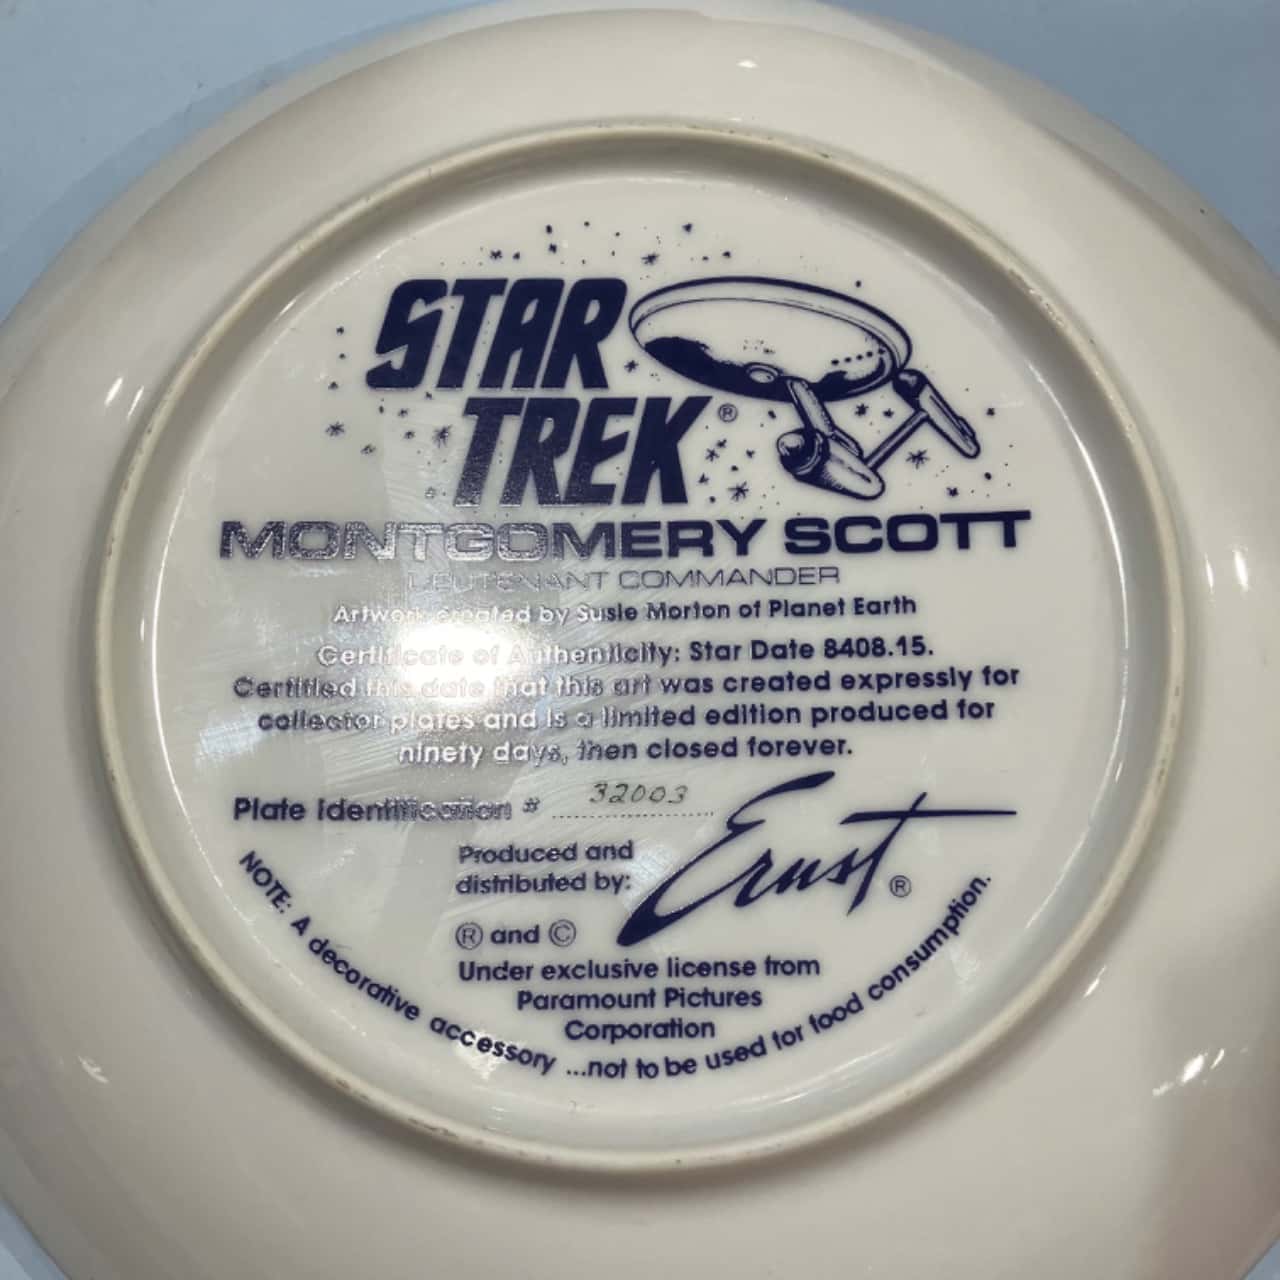 STAR
TREK®
MONTGOMERY SCOTT
LIEUTENANT COMMANDER
Artwork created by Susie Morton of Planet Earth
Certificate of Authenticity: Star Date 8408.15.
Certified this date that this art was created expressly for
collector plates and is a limited edition produced for
ninety days, then closed forever.
Plate Identification # 32003
Produced and
distributed by:
Ernst®
® and ©
Under exclusive license from
Paramount Pictures
Corporation
NOTE: A decorative accessory ...not to be used for food consumption.